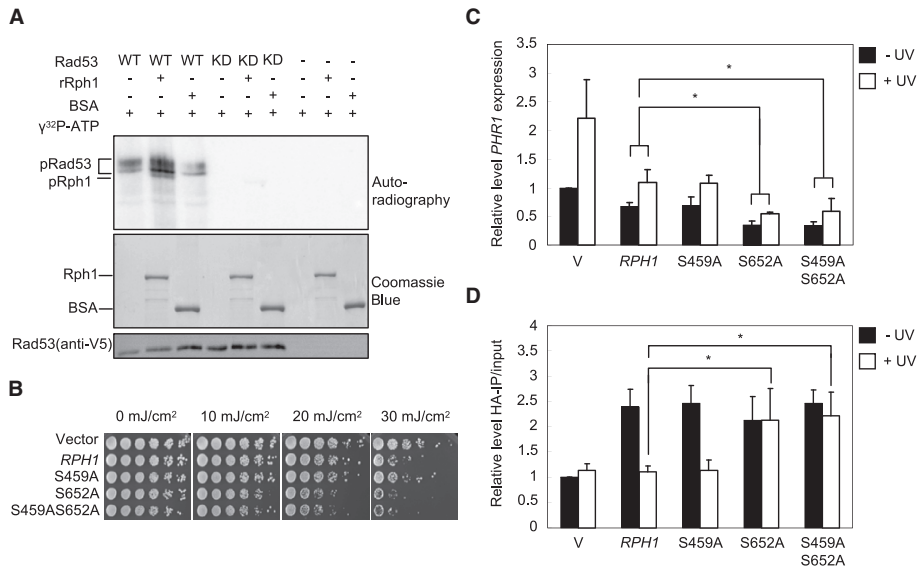 A
Rad53 WT WT WT KD KD KD - - -
rRph1 - + - - + - - + -
BSA - - + - - + - - +
γ³²P-ATP + + + + + + + + +
pRad53
pRph1
Auto-
radiography
Rph1
BSA
Coomassie
Blue
Rad53(anti-V5)
B
0 mJ/cm² 10 mJ/cm² 20 mJ/cm² 30 mJ/cm²
Vector
RPH1
S459A
S652A
S459AS652A
C
Relative level PHR1 expression
3.5
3
2.5
2
1.5
1
0.5
0
*
*
- UV
+ UV
V RPH1 S459A S652A S459A
S652A
D
Relative level HA-IP/input
4
3.5
3
2.5
2
1.5
1
0.5
0
*
*
- UV
+ UV
V RPH1 S459A S652A S459A
S652A